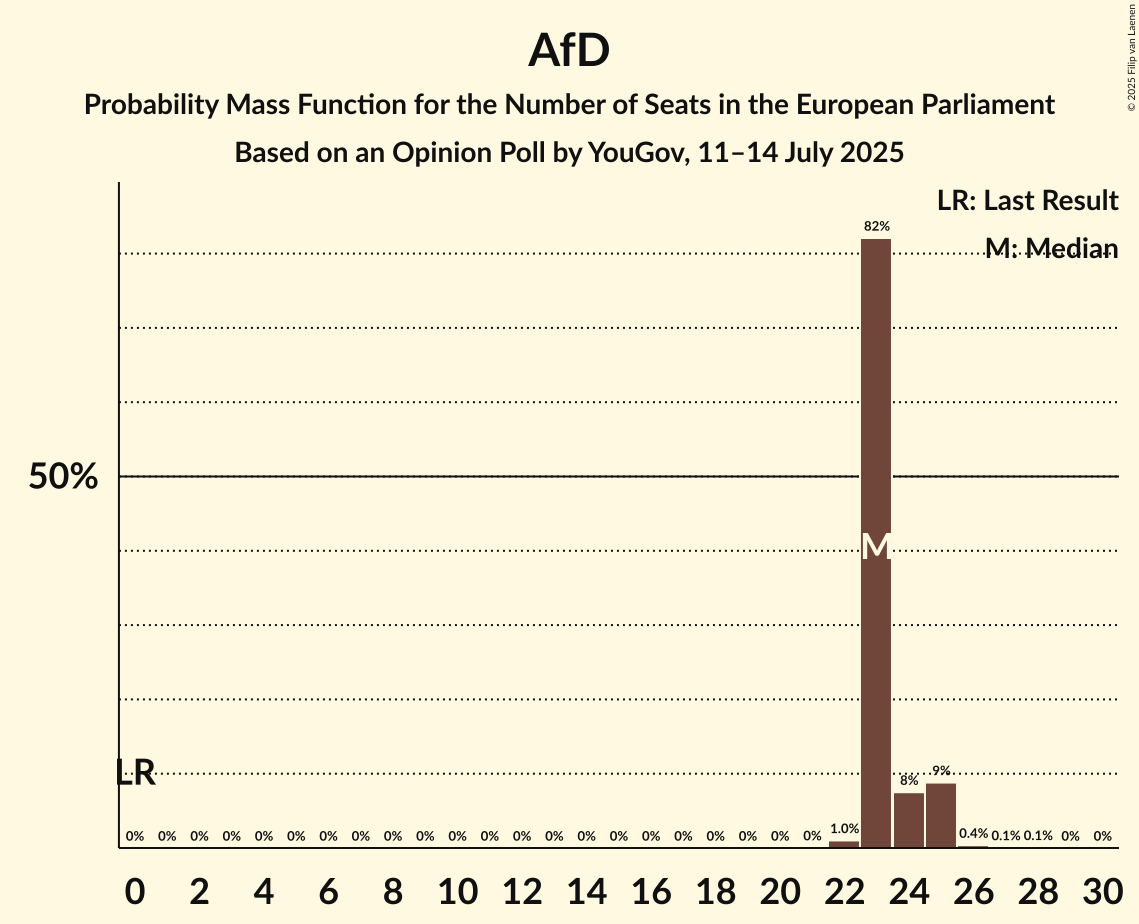 AfD
Probability Mass Function for the Number of Seats in the European Parliament
Based on an Opinion Poll by YouGov, 11–14 July 2025
© 2025 Filip van Laenen
LR: Last Result
M: Median
82%
50%
M
LR
0% 0% 0% 0% 0% 0% 0% 0% 0% 0% 0% 0% 0% 0% 0% 0% 0% 0% 0% 0% 0% 0% 1.0% 8% 9% 0.4% 0.1% 0.1% 0% 0%
0 2 4 6 8 10 12 14 16 18 20 22 24 26 28 30